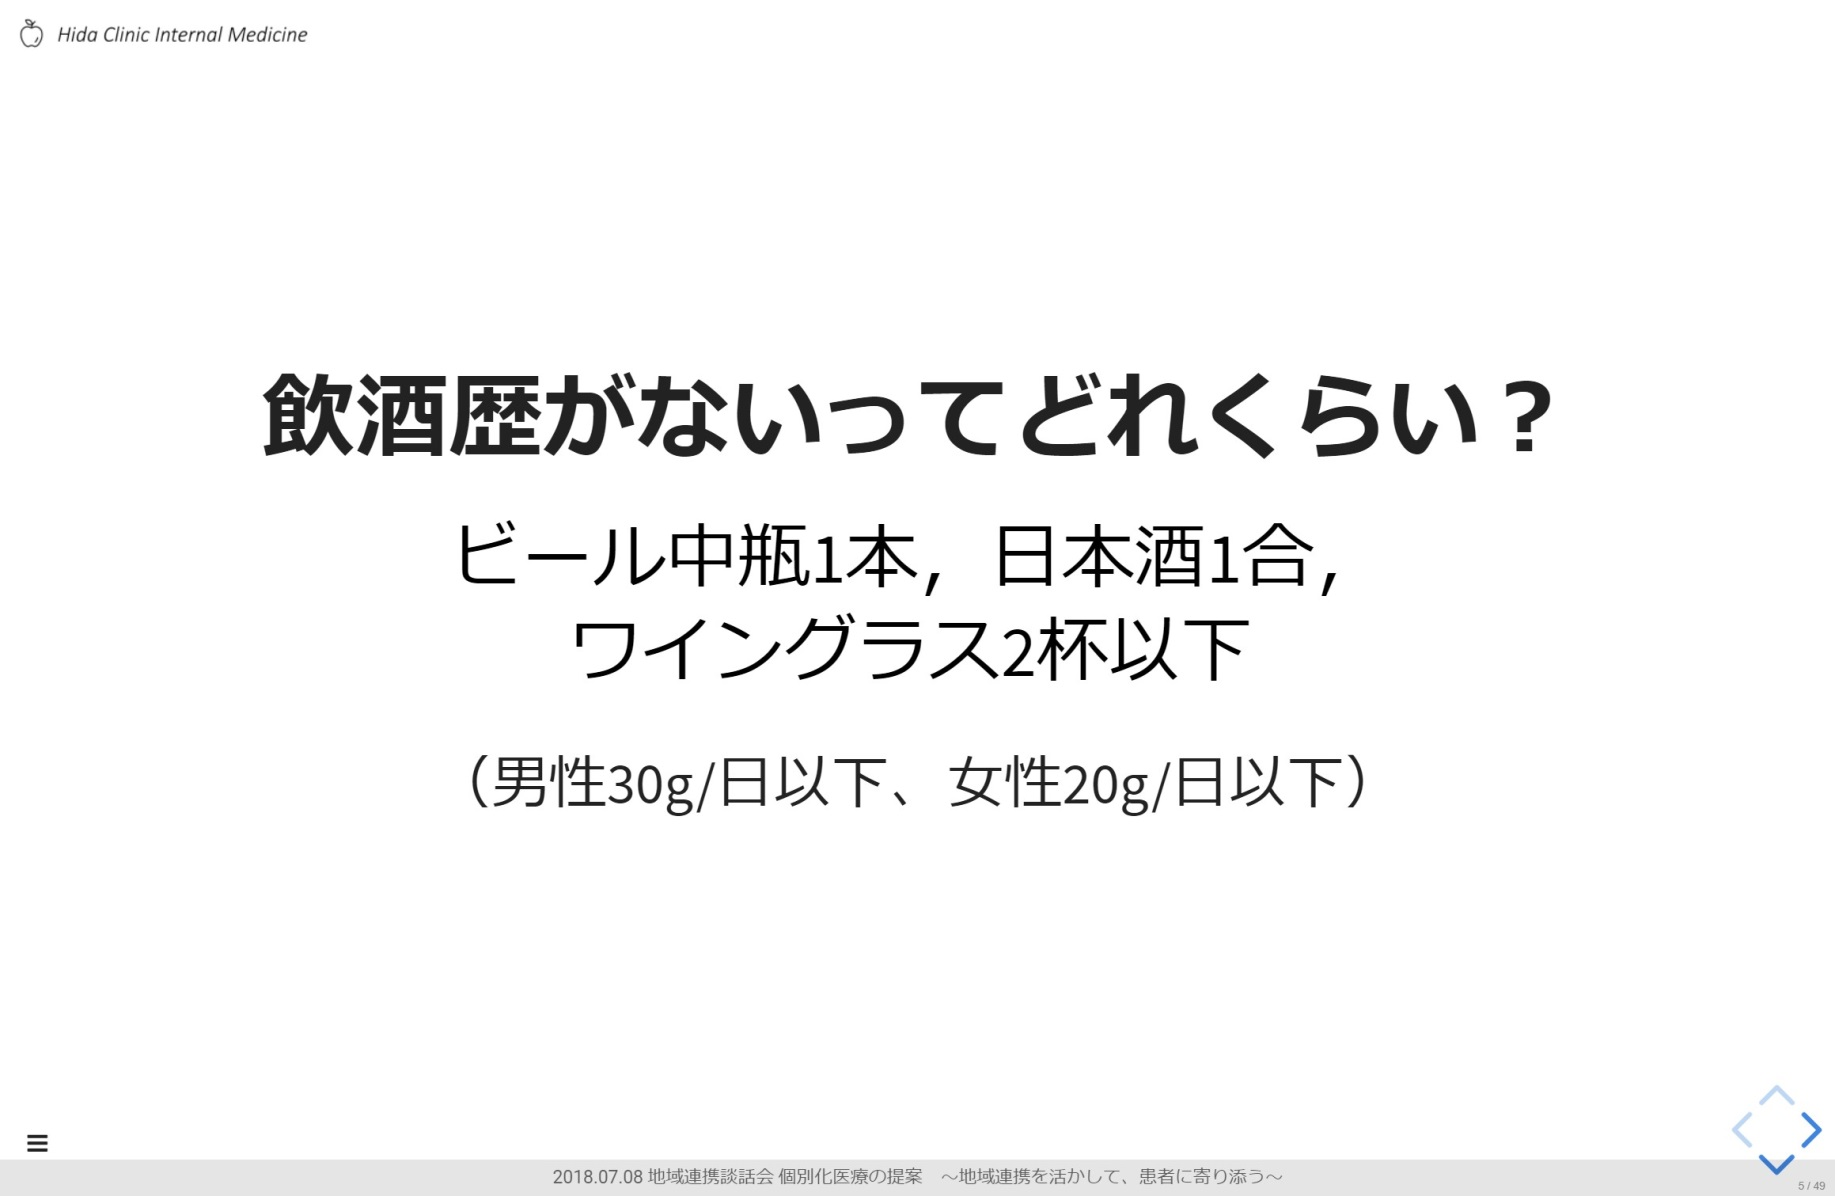 Hida Clinic Internal Medicine
飲酒歴がないってどれくらい？
ビール中瓶1本，日本酒1合，
ワイングラス2杯以下
（男性30g/日以下、女性20g/日以下）
2018.07.08 地域連携談話会 個別化医療の提案　〜地域連携を活かして、患者に寄り添う〜
5 / 49